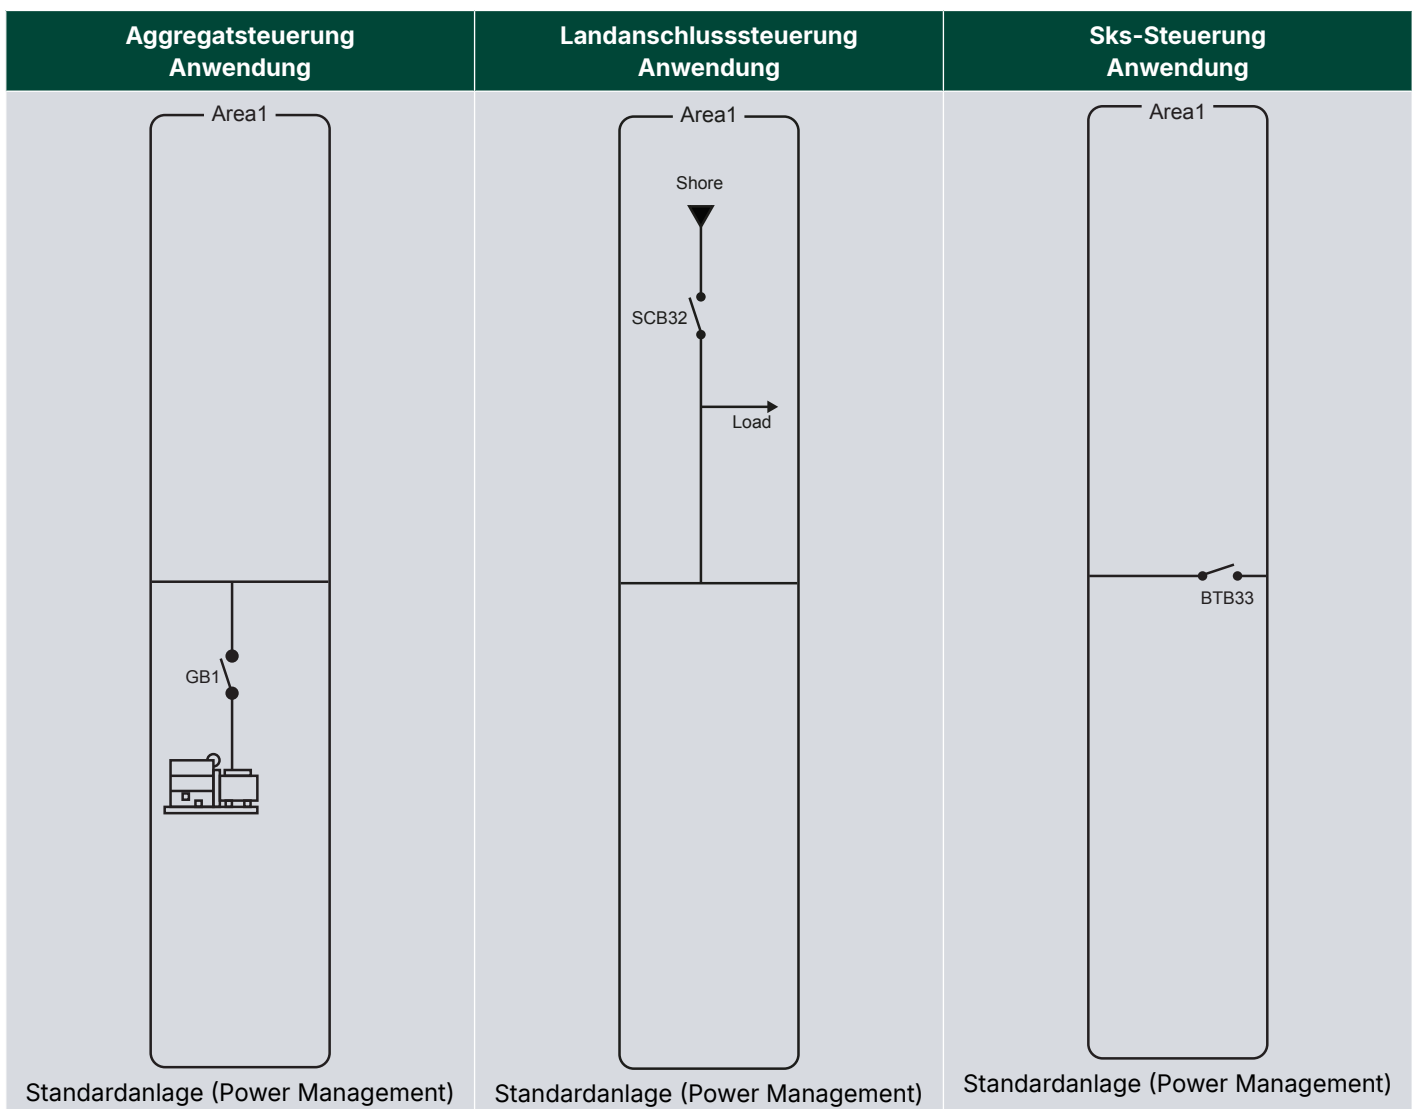 Aggregatsteuerung
Anwendung
Landanschlusssteuerung
Anwendung
Sks-Steuerung
Anwendung
Area1
GB1
Standardanlage (Power Management)
Area1
Shore
SCB32
Load
Standardanlage (Power Management)
Area1
BTB33
Standardanlage (Power Management)